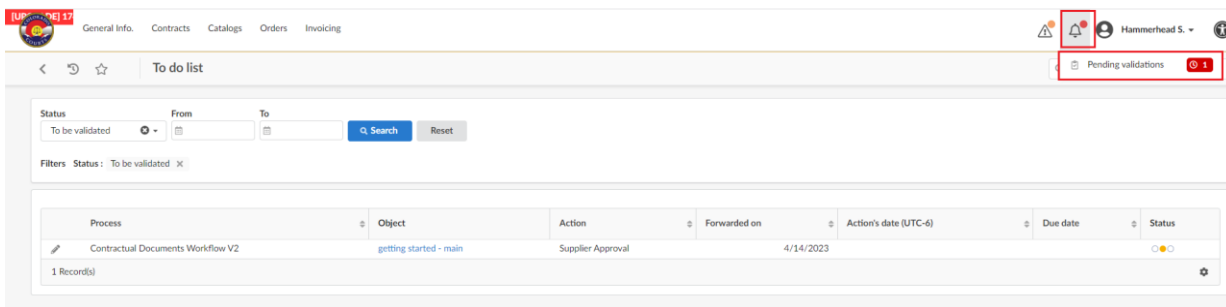 [UPGRADE] 17
General Info. Contracts Catalogs Orders Invoicing Hammerhead S.
To do list Pending validations 1
Status From To
To be validated Search Reset
Filters Status : To be validated
Process Object Action Forwarded on Action's date (UTC-6) Due date Status
Contractual Documents Workflow V2 getting started - main Supplier Approval 4/14/2023
1 Record(s)